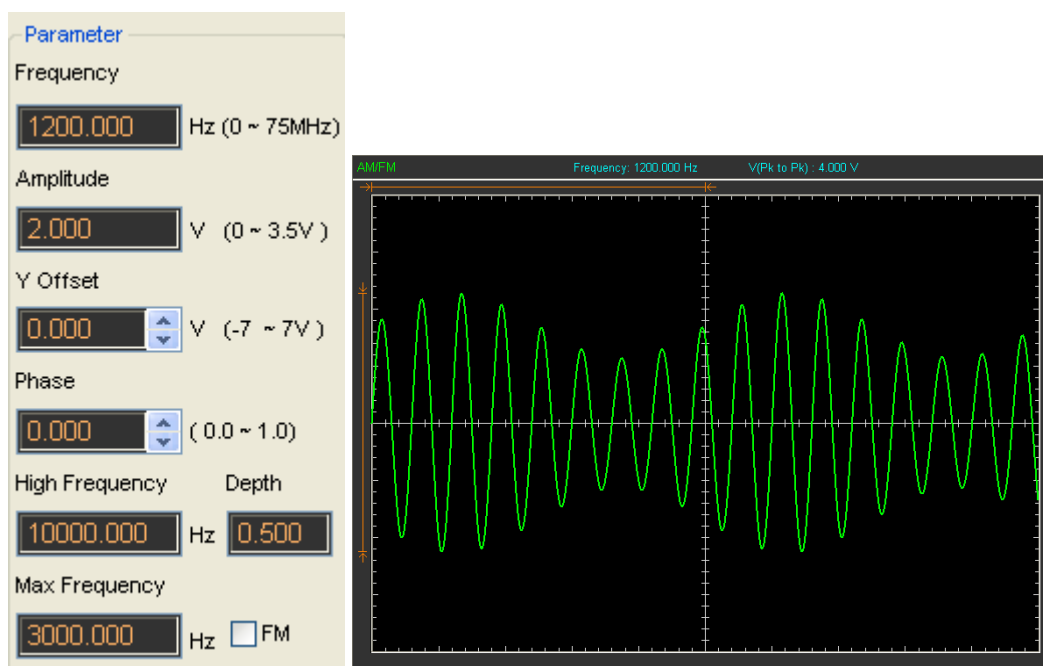 Parameter
Frequency
1200.000 Hz (0 ~ 75MHz)
Amplitude
2.000 V (0 ~ 3.5V )
Y Offset
0.000 V (-7 ~ 7V )
Phase
0.000 ( 0.0 ~ 1.0)
High Frequency Depth
10000.000 Hz 0.500
Max Frequency
3000.000 Hz FM
AM/FM Frequency: 1200.000 Hz V(Pk to Pk) : 4.000 V